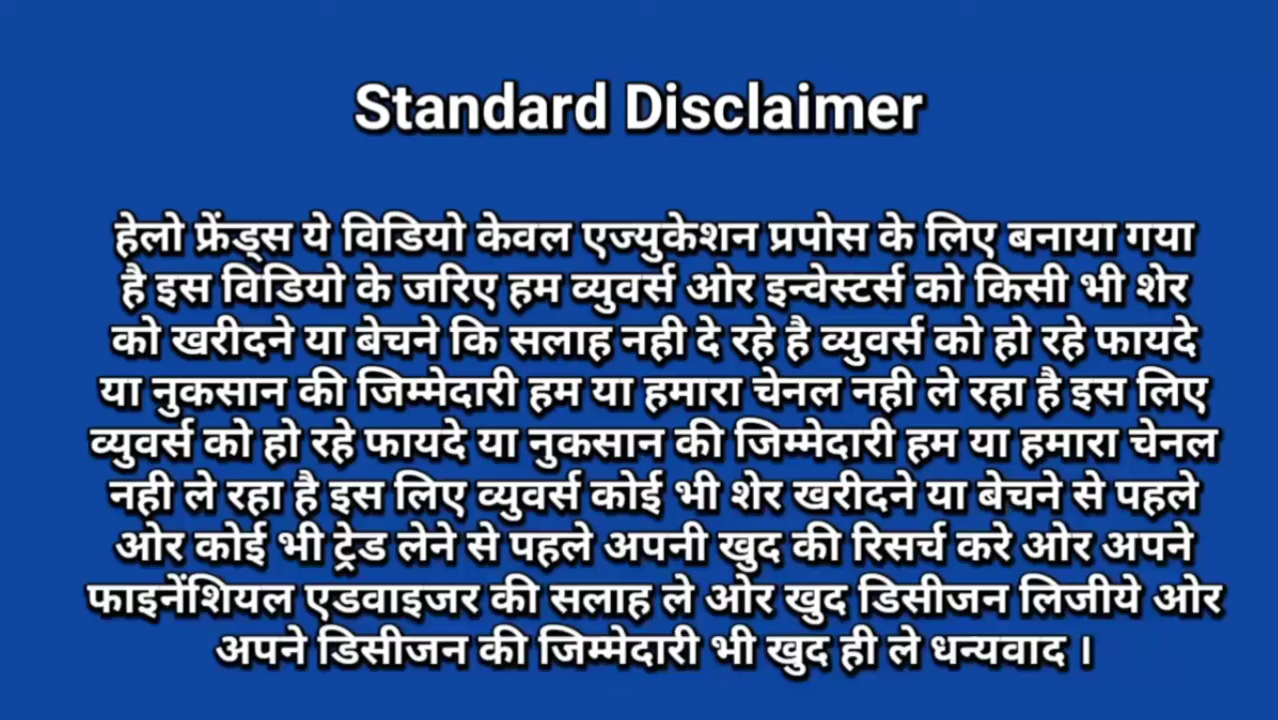 Standard Disclaimer
हेलो फ्रेंड्स ये विडियो केवल एज्युकेशन प्रपोस के लिए बनाया गया
है इस विडियो के जरिए हम व्युवर्स ओर इन्वेस्टर्स को किसी भी शेर
को खरीदने या बेचने कि सलाह नही दे रहे है व्युवर्स को हो रहे फायदे
या नुकसान की जिम्मेदारी हम या हमारा चेनल नही ले रहा है इस लिए
व्युवर्स को हो रहे फायदे या नुकसान की जिम्मेदारी हम या हमारा चेनल
नही ले रहा है इस लिए व्युवर्स कोई भी शेर खरीदने या बेचने से पहले
ओर कोई भी ट्रेड लेने से पहले अपनी खुद की रिसर्च करे ओर अपने
फाइनेंशियल एडवाइजर की सलाह ले ओर खुद डिसीजन लिजीये ओर
अपने डिसीजन की जिम्मेदारी भी खुद ही ले धन्यवाद ।